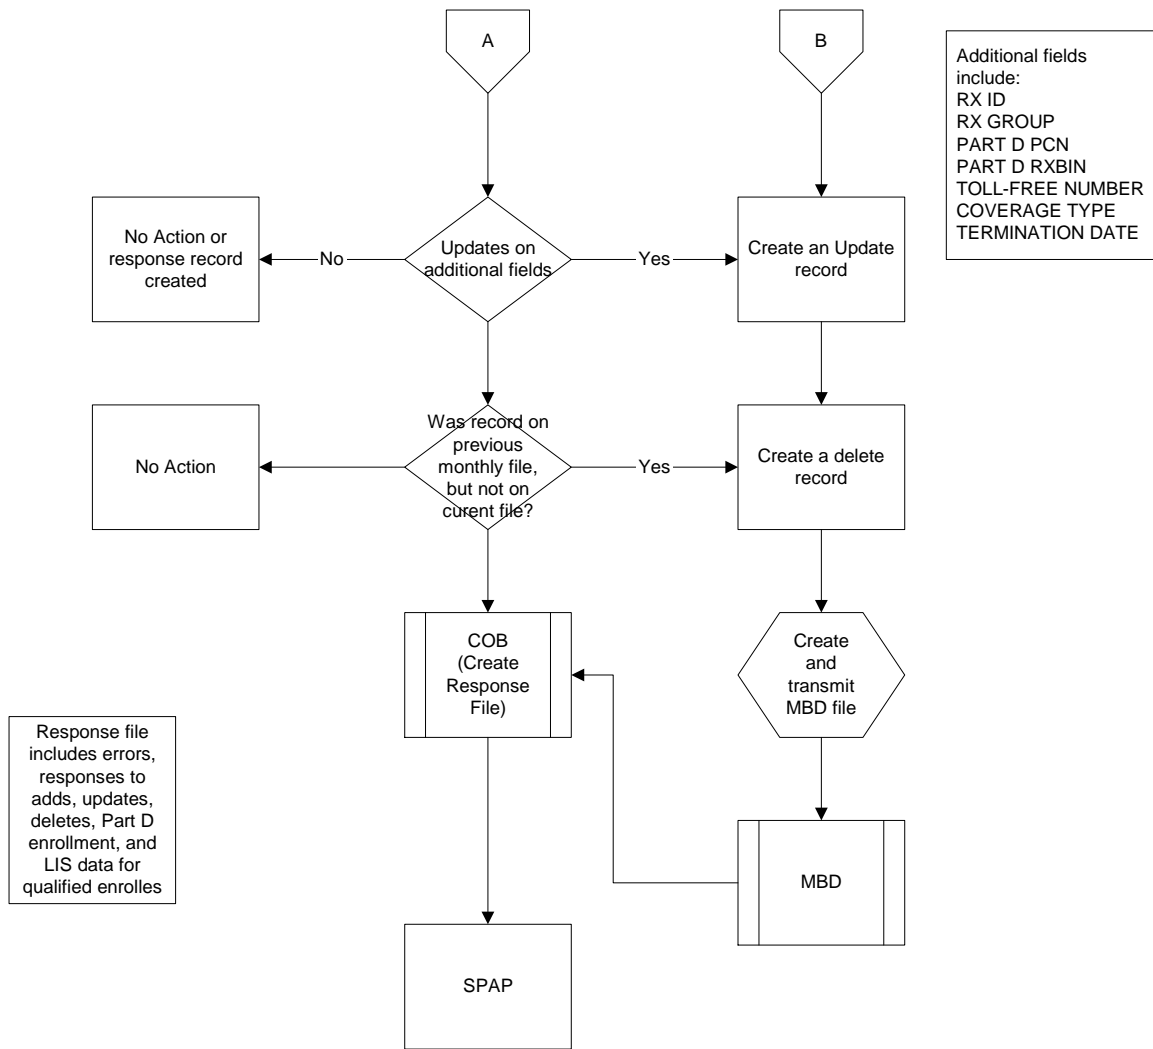 A
B
Additional fields
include:
RX ID
RX GROUP
PART D PCN
PART D RXBIN
TOLL-FREE NUMBER
COVERAGE TYPE
TERMINATION DATE
No Action or
response record
created
No
Updates on
additional fields
Yes
Create an Update
record
No Action
Was record on
previous
monthly file,
but not on
curent file?
Yes
Create a delete
record
COB
(Create
Response
File)
Create
and
transmit
MBD file
Response file
includes errors,
responses to
adds, updates,
deletes, Part D
enrollment, and
LIS data for
qualified enrolles
MBD
SPAP